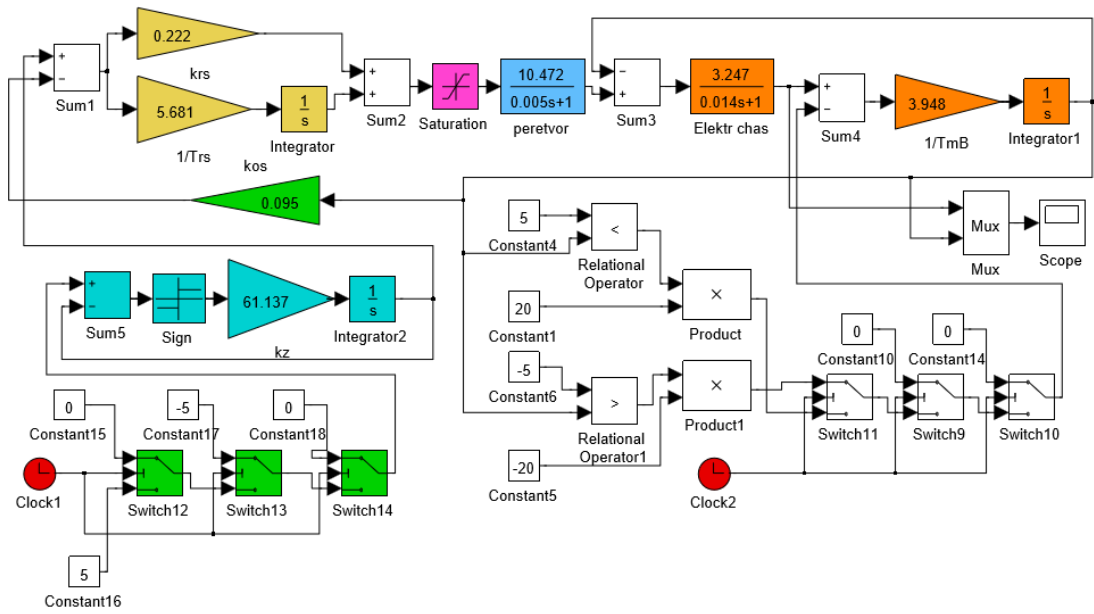 +
−
Sum1
0.222
krs
5.681
1/Trs
1
s
Integrator
+
+
Sum2
Saturation
10.472
0.005s+1
peretvor
−
+
Sum3
3.247
0.014s+1
Elektr chas
+
−
Sum4
3.948
1/TmB
1
s
Integrator1
kos
0.095
5
Constant4
<
Relational
Operator
Mux
Mux
Scope
+
−
Sum5
Sign
61.137
kz
1
s
Integrator2
20
Constant1
×
Product
-5
Constant6
>
Relational
Operator1
×
Product1
-20
Constant5
0
Constant10
0
Constant14
Switch11
Switch9
Switch10
Clock2
0
Constant15
-5
Constant17
0
Constant18
Clock1
Switch12
Switch13
Switch14
5
Constant16